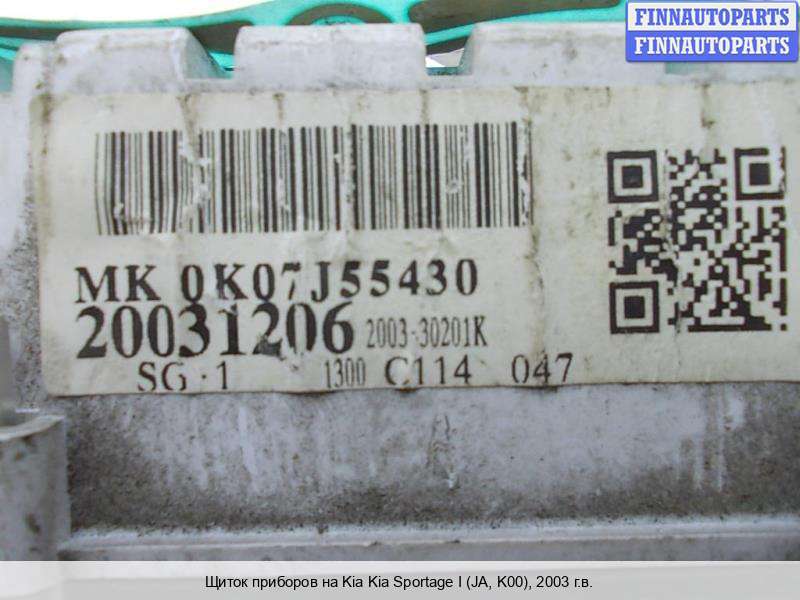 FINNAUTOPARTS
FINNAUTOPARTS
MK 0K07J55430
20031206 2003-30201K
SG-1 1300 C114 047
Щиток приборов на Kia Kia Sportage I (JA, K00), 2003 г.в.